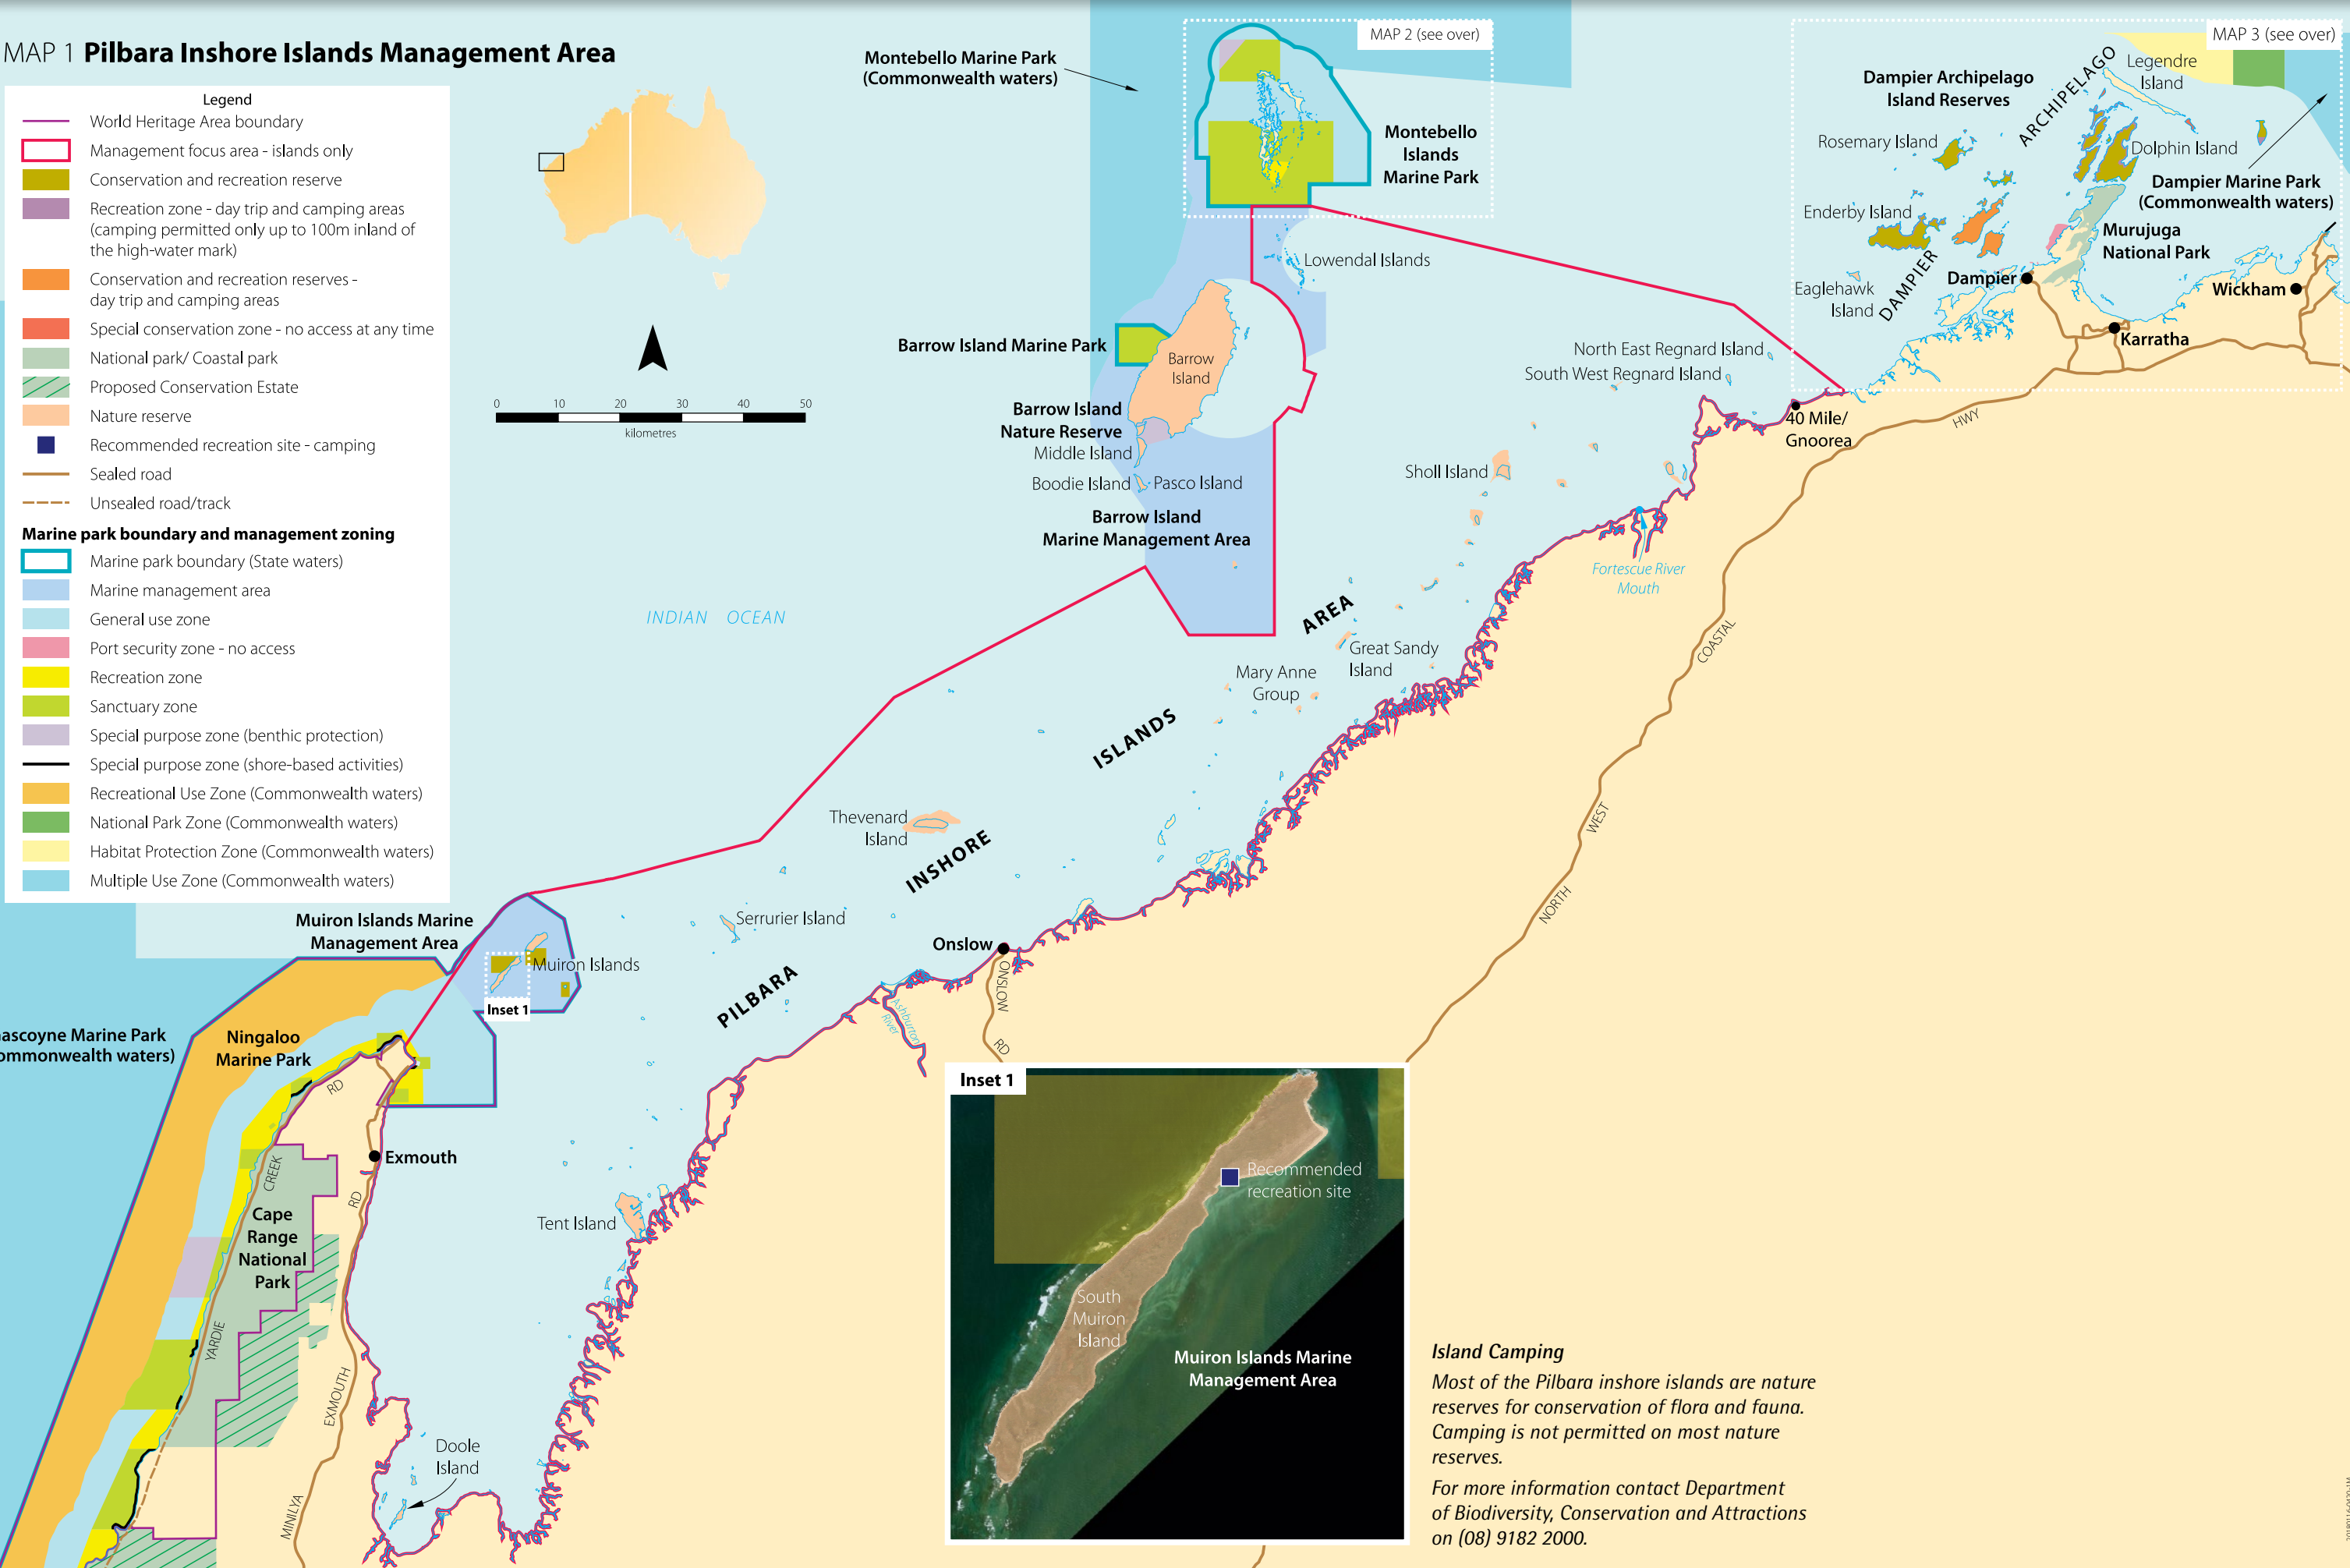 MAP 1 Pilbara Inshore Islands Management Area
Legend
World Heritage Area boundary
Management focus area - islands only
Conservation and recreation reserve
Recreation zone - day trip and camping areas
(camping permitted only up to 100m inland of
the high-water mark)
Conservation and recreation reserves -
day trip and camping areas
Special conservation zone - no access at any time
National park/ Coastal park
Proposed Conservation Estate
Nature reserve
Recommended recreation site - camping
Sealed road
Unsealed road/track
Marine park boundary and management zoning
Marine park boundary (State waters)
Marine management area
General use zone
Port security zone - no access
Recreation zone
Sanctuary zone
Special purpose zone (benthic protection)
Special purpose zone (shore-based activities)
Recreational Use Zone (Commonwealth waters)
National Park Zone (Commonwealth waters)
Habitat Protection Zone (Commonwealth waters)
Multiple Use Zone (Commonwealth waters)
0 10 20 30 40 50
kilometres
Montebello Marine Park
(Commonwealth waters)
MAP 2 (see over)
Montebello
Islands
Marine Park
MAP 3 (see over)
Dampier Archipelago
Island Reserves
DAMPIER ARCHIPELAGO
Legendre
Island
Rosemary Island
Dolphin Island
Dampier Marine Park
(Commonwealth waters)
Enderby Island
Murujuga
National Park
Eaglehawk
Island
Dampier
Wickham
Karratha
Lowendal Islands
Barrow Island Marine Park
Barrow
Island
Barrow Island
Nature Reserve
Middle Island
Boodie Island
Pasco Island
Barrow Island
Marine Management Area
North East Regnard Island
South West Regnard Island
40 Mile/
Gnoorea
Sholl Island
Fortescue River
Mouth
NORTH WEST COASTAL HWY
INDIAN OCEAN
Great Sandy
Island
Mary Anne
Group
PILBARA INSHORE ISLANDS AREA
Thevenard
Island
Serrurier Island
Onslow
ONSLOW RD
Ashburton
River
Muiron Islands Marine
Management Area
Muiron Islands
Inset 1
ascoyne Marine Park
ommonwealth waters)
Ningaloo
Marine Park
Exmouth
YARDIE CREEK RD
Cape
Range
National
Park
MINILYA EXMOUTH RD
Tent Island
Doole
Island
Inset 1
Recommended
recreation site
South
Muiron
Island
Muiron Islands Marine
Management Area
Island Camping
Most of the Pilbara inshore islands are nature
reserves for conservation of flora and fauna.
Camping is not permitted on most nature
reserves.
For more information contact Department
of Biodiversity, Conservation and Attractions
on (08) 9182 2000.